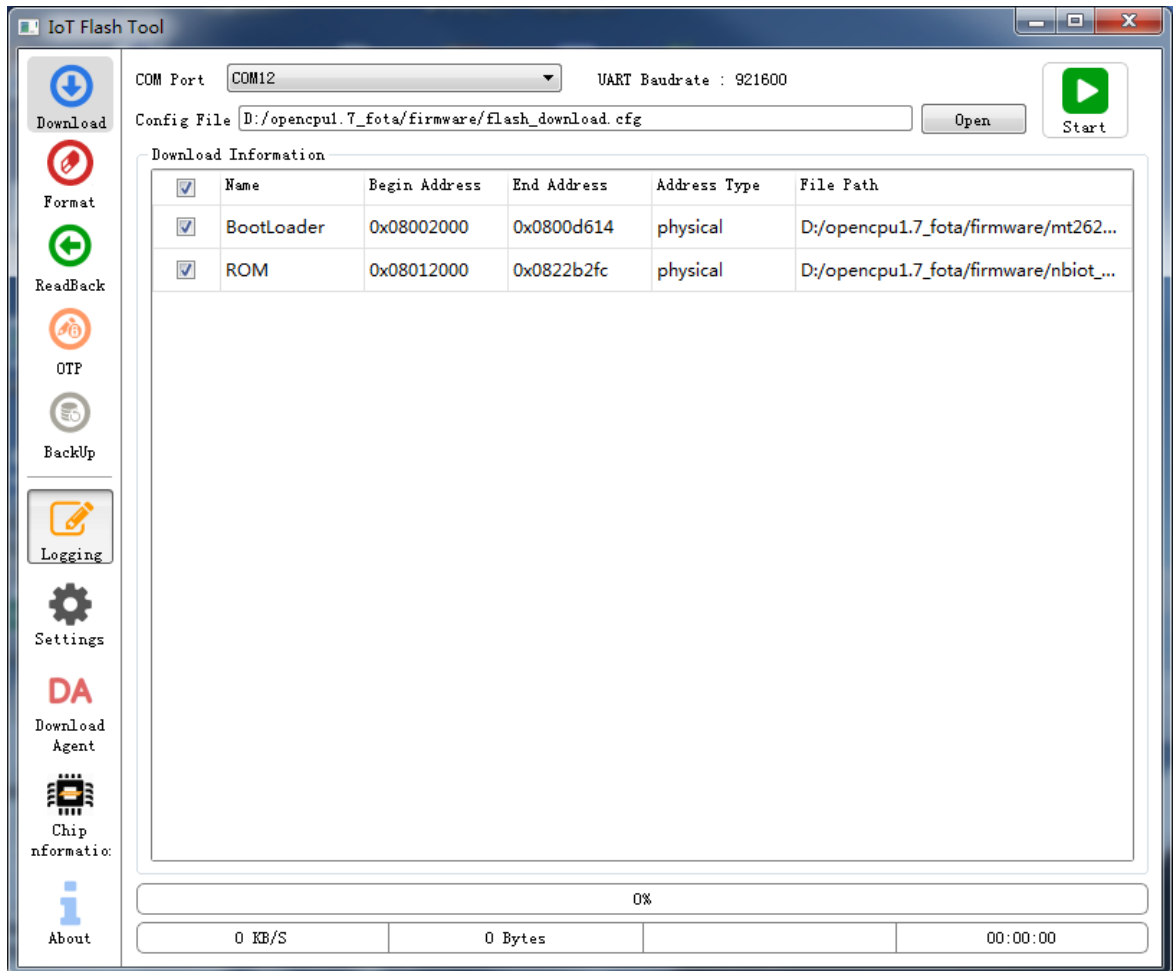 IoT Flash Tool
Download
Format
ReadBack
OTP
BackUp
Logging
Settings
DA
Download
Agent
Chip
nformatio:
About
COM Port COM12 UART Baudrate : 921600
Config File D:/opencpu1.7_fota/firmware/flash_download.cfg Open Start
Download Information
Name Begin Address End Address Address Type File Path
BootLoader 0x08002000 0x0800d614 physical D:/opencpu1.7_fota/firmware/mt262...
ROM 0x08012000 0x0822b2fc physical D:/opencpu1.7_fota/firmware/nbiot_...
0%
0 KB/S 0 Bytes 00:00:00